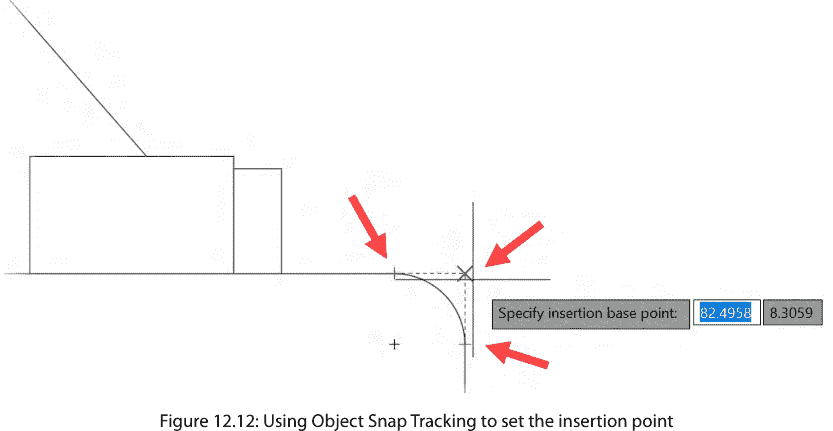 Specify insertion base point: 82.4958 8.3059
Figure 12.12: Using Object Snap Tracking to set the insertion point